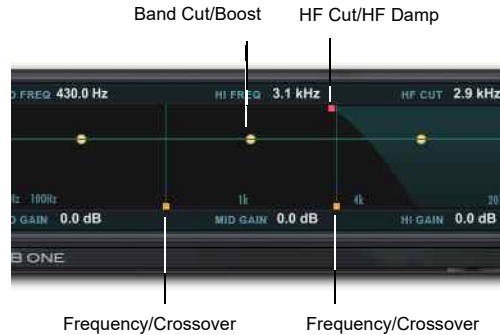 Band Cut/Boost HF Cut/HF Damp
FREQ 430.0 Hz HI FREQ 3.1 kHz HF CUT 2.9 kHz
100Hz 1k 4k 20
GAIN 0.0 dB MID GAIN 0.0 dB HI GAIN 0.0 dB
B ONE
Frequency/Crossover Frequency/Crossover